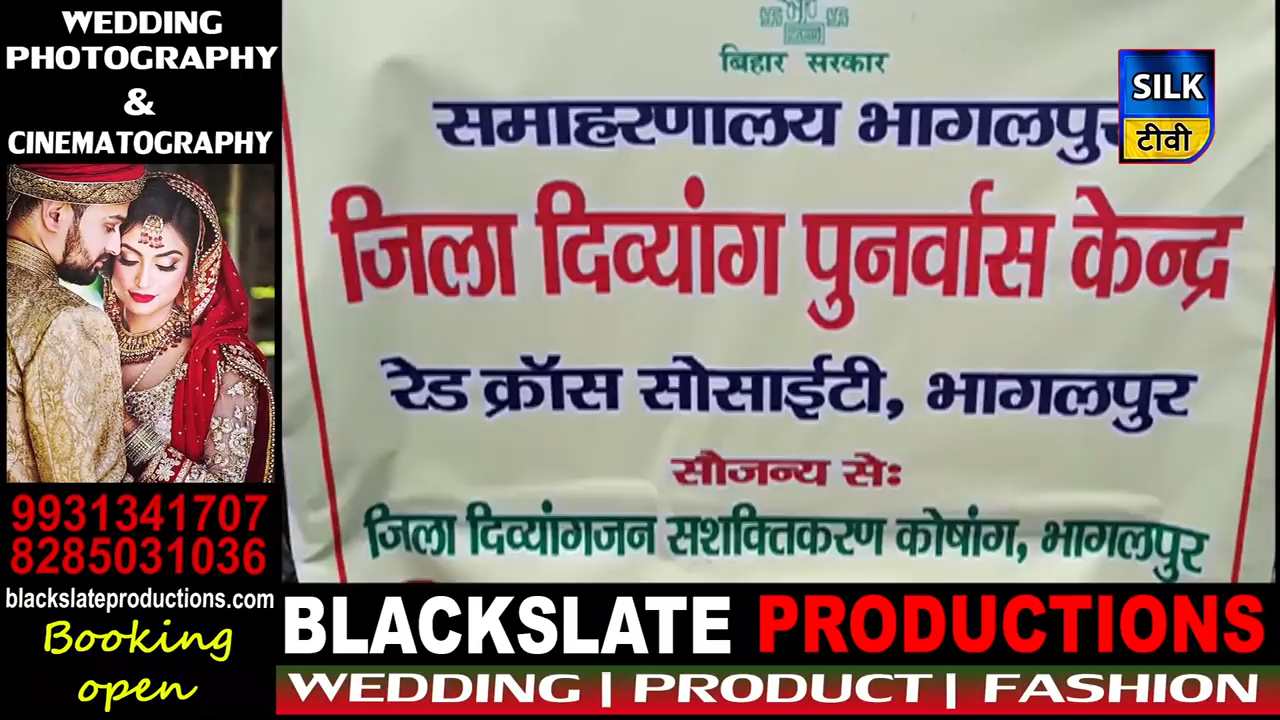 WEDDING
PHOTOGRAPHY
&
CINEMATOGRAPHY
9931341707
8285031036
blackslateproductions.com
Booking
open
बिहार सरकार
समाहरणालय भागलपुर
जिला दिव्यांग पुनर्वास केन्द्र
रेड क्रॉस सोसाईटी, भागलपुर
सौजन्य से:
जिला दिव्यांगजन सशक्तिकरण कोषांग, भागलपुर
SILK
टीवी
BLACKSLATE PRODUCTIONS
WEDDING | PRODUCT | FASHION